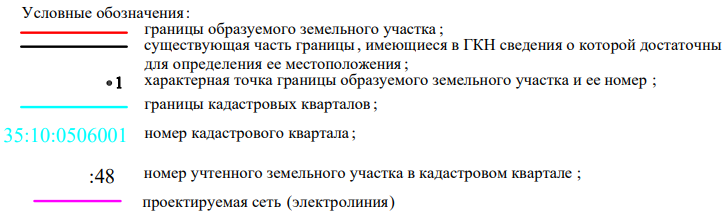 Условные обозначения:
границы образуемого земельного участка;
существующая часть границы, имеющиеся в ГКН сведения о которой достаточны
для определения ее местоположения;
•1 характерная точка границы образуемого земельного участка и ее номер;
границы кадастровых кварталов;
35:10:0506001 номер кадастрового квартала;
:48 номер учтенного земельного участка в кадастровом квартале;
проектируемая сеть (электролиния)